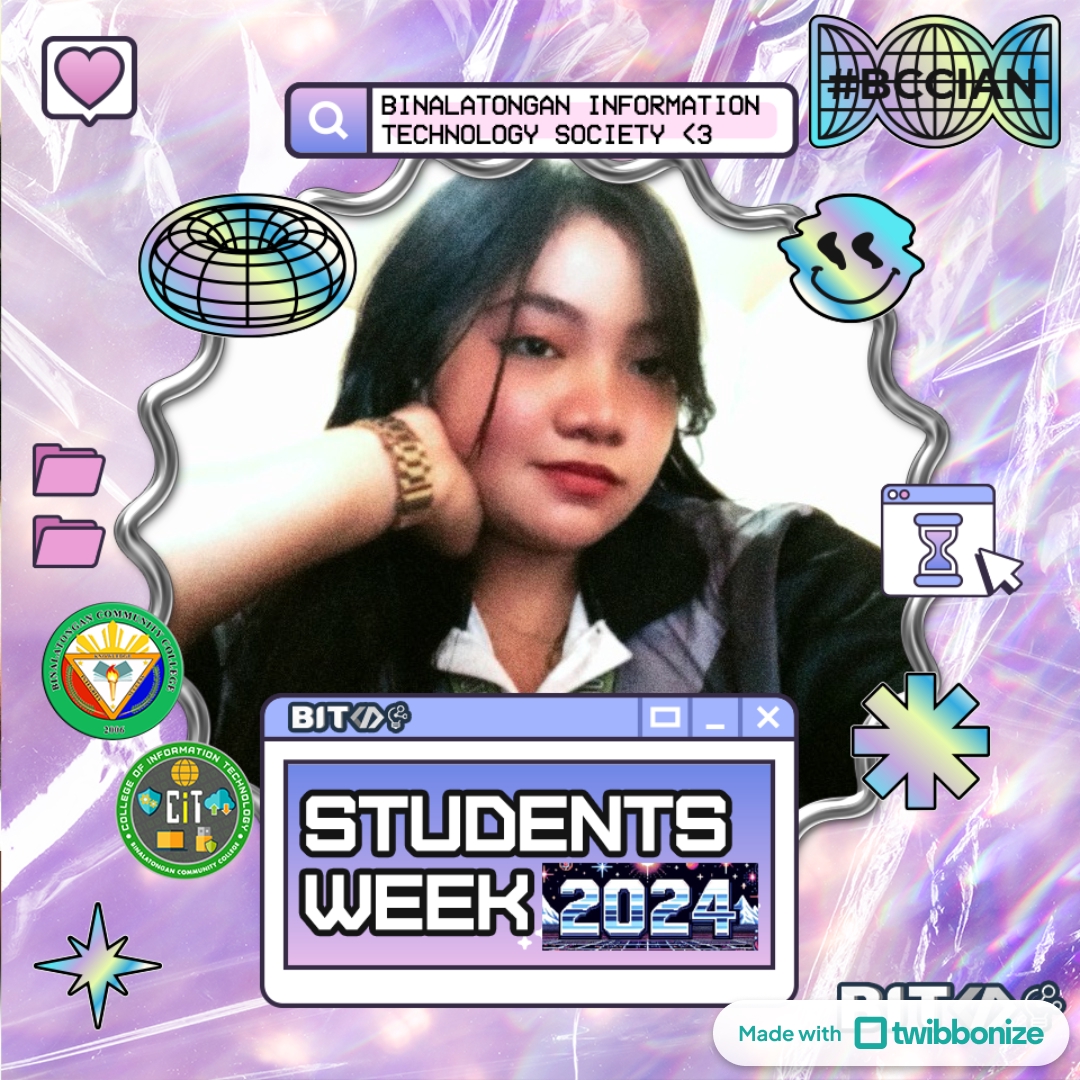 #BCCIAN
BINALATONGAN INFORMATION
TECHNOLOGY SOCIETY <3
BINALATONGAN COMMUNITY COLLEGE
2006
COLLEGE OF INFORMATION TECHNOLOGY
CiT
BINALATONGAN COMMUNITY COLLEGE
BIT</>
STUDENTS
WEEK 2024
BIT</>
Made with twibbonize